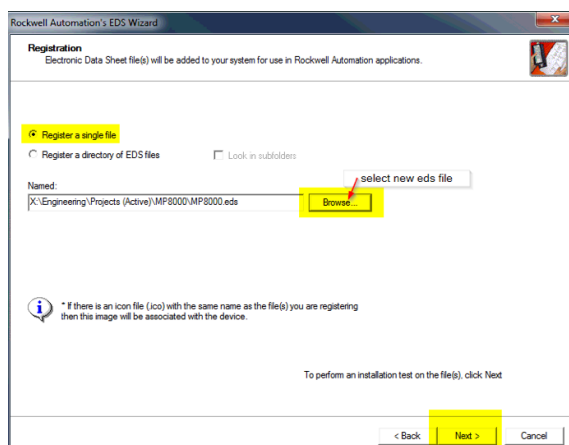 Rockwell Automation's EDS Wizard
Registration
Electronic Data Sheet file(s) will be added to your system for use in Rockwell Automation applications.
Register a single file
Register a directory of EDS files
Look in subfolders
select new eds file
Named:
X:\Engineering\Projects (Active)\MP8000\MP8000.eds
Browse...
* If there is an icon file (.ico) with the same name as the file(s) you are registering
then this image will be associated with the device.
To perform an installation test on the file(s), click Next
< Back
Next >
Cancel